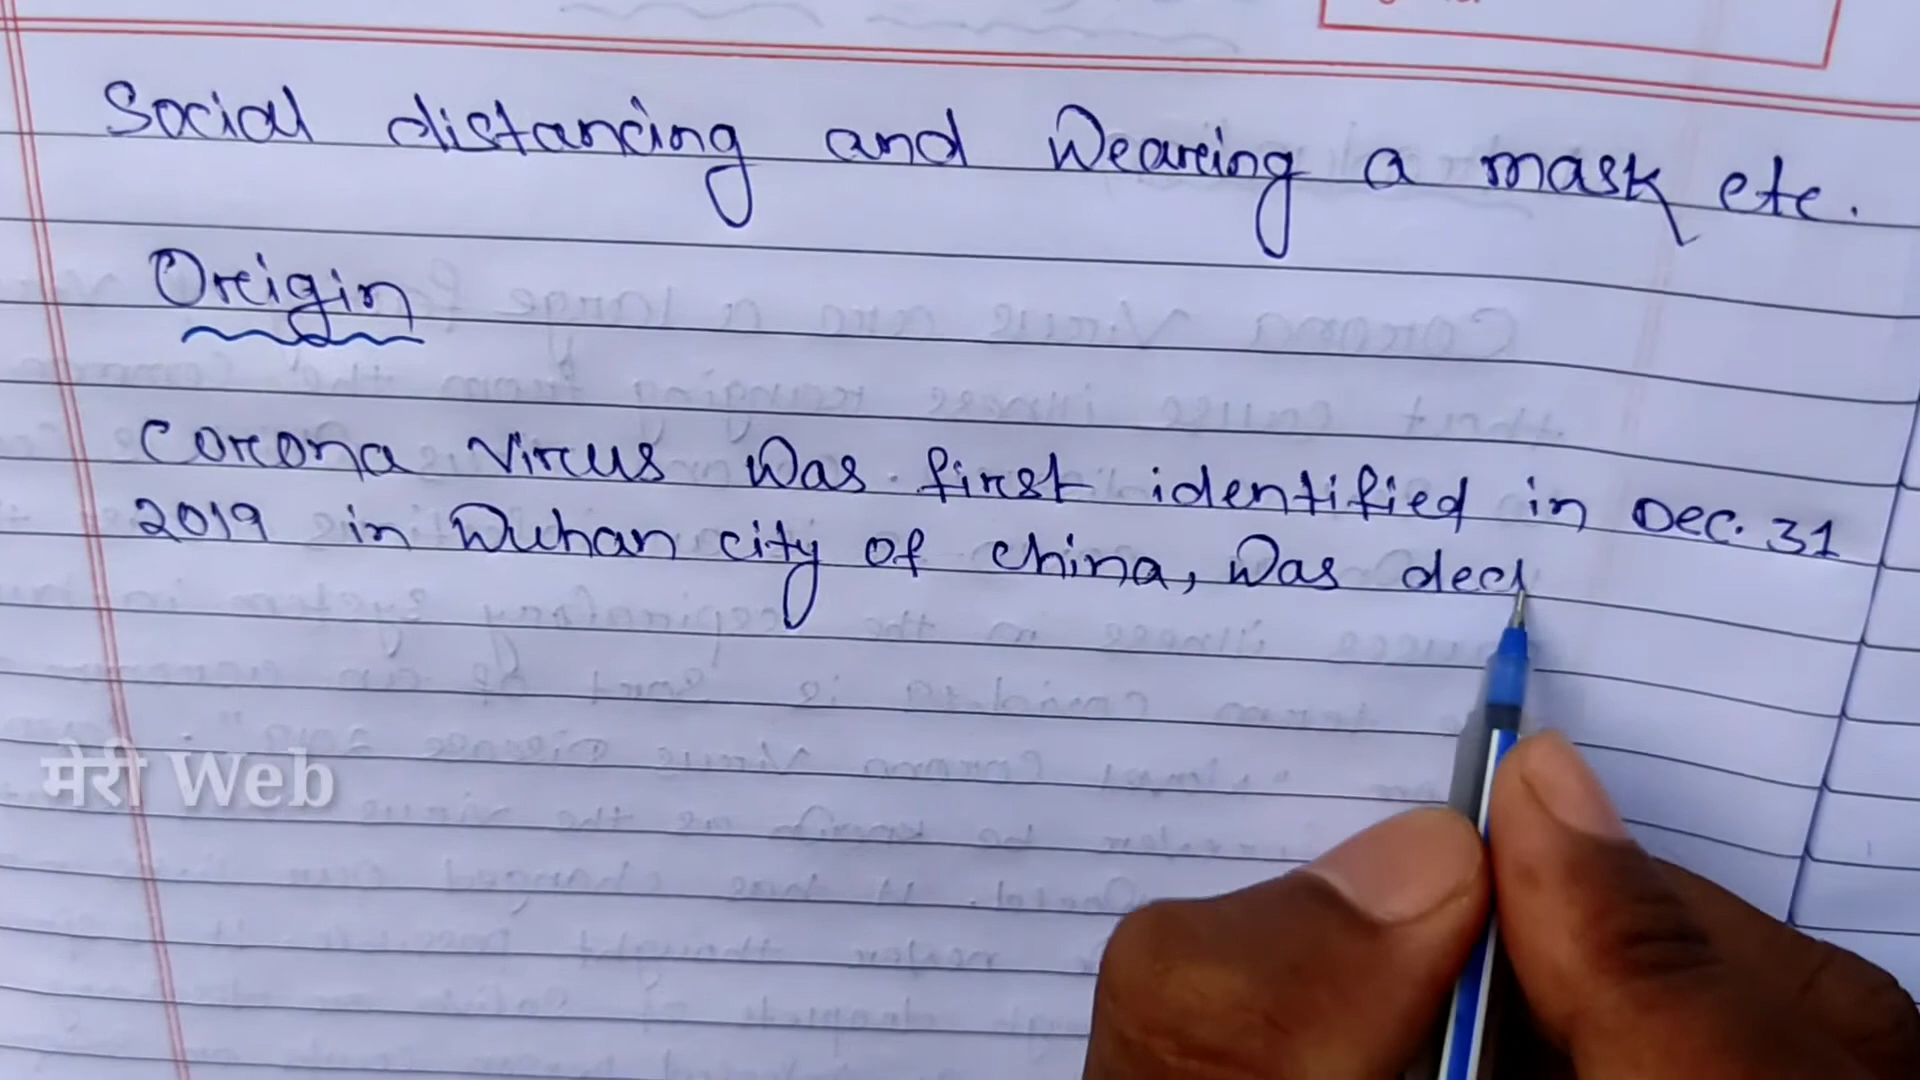 Social distancing and Wearing a mask etc.
Origin
Corona Virus Was first identified in Dec. 31
2019 in Wuhan city of china, was decl
मेरी Web